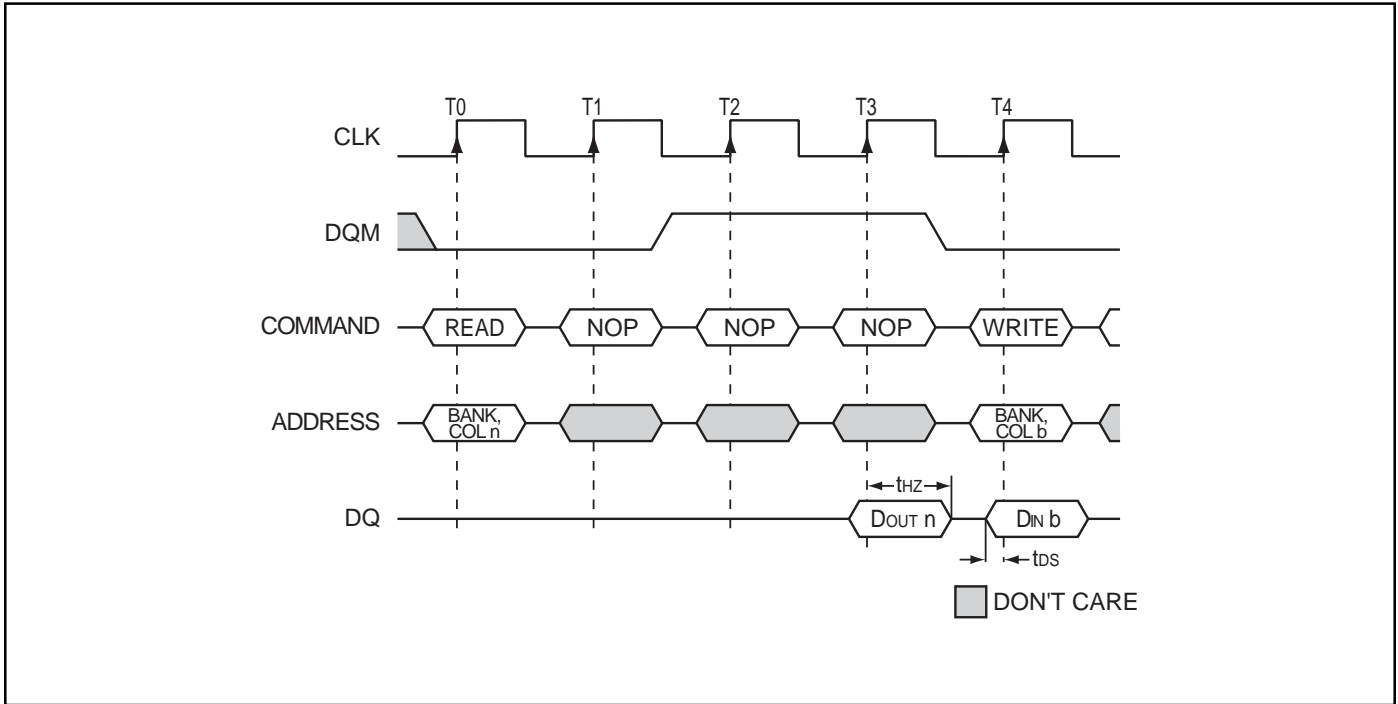 T0 T1 T2 T3 T4
CLK
DQM
COMMAND READ NOP NOP NOP WRITE
ADDRESS BANK, COL n BANK, COL b
tHZ
DQ DOUT n DIN b
tDS
DON'T CARE